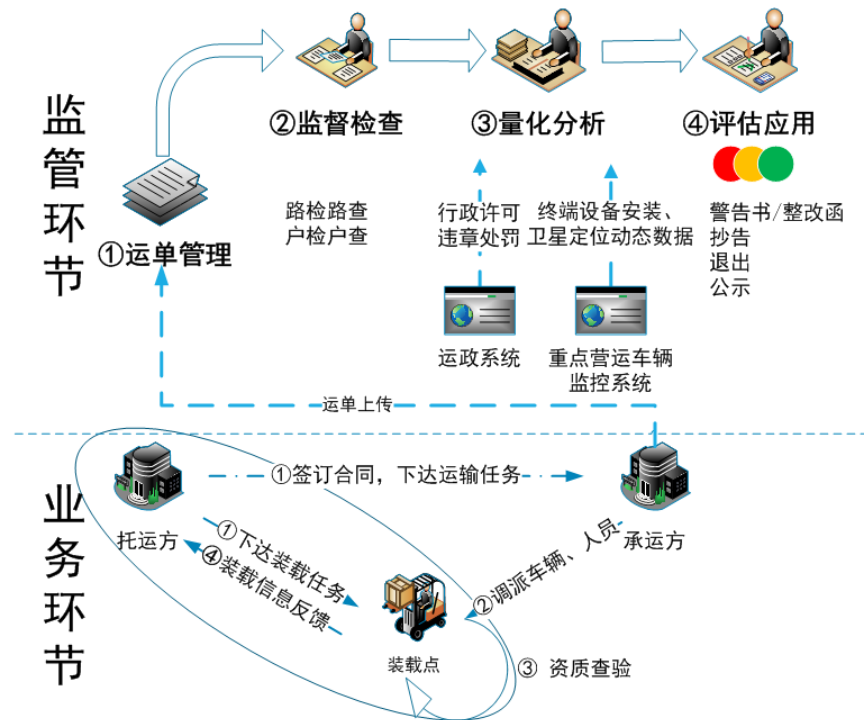 监管环节
②监督检查
③量化分析
④评估应用
路检路查
户检户查
行政许可
违章处罚
终端设备安装、
卫星定位动态数据
警告书/整改函
抄告
退出
公示
①运单管理
运政系统
重点营运车辆
监控系统
运单上传
业务环节
①签订合同，下达运输任务
托运方
承运方
①下达装载任务
④装载信息反馈
②调派车辆、人员
装载点
③ 资质查验